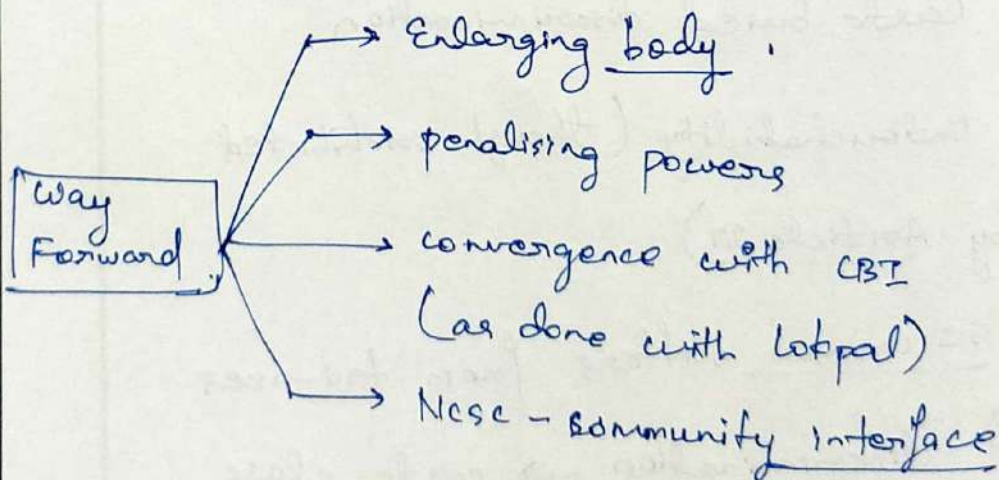 Enlarging body.
penalising powers
Way
Forward
convergence with CBI
(as done with Lokpal)
NCSC - community interface